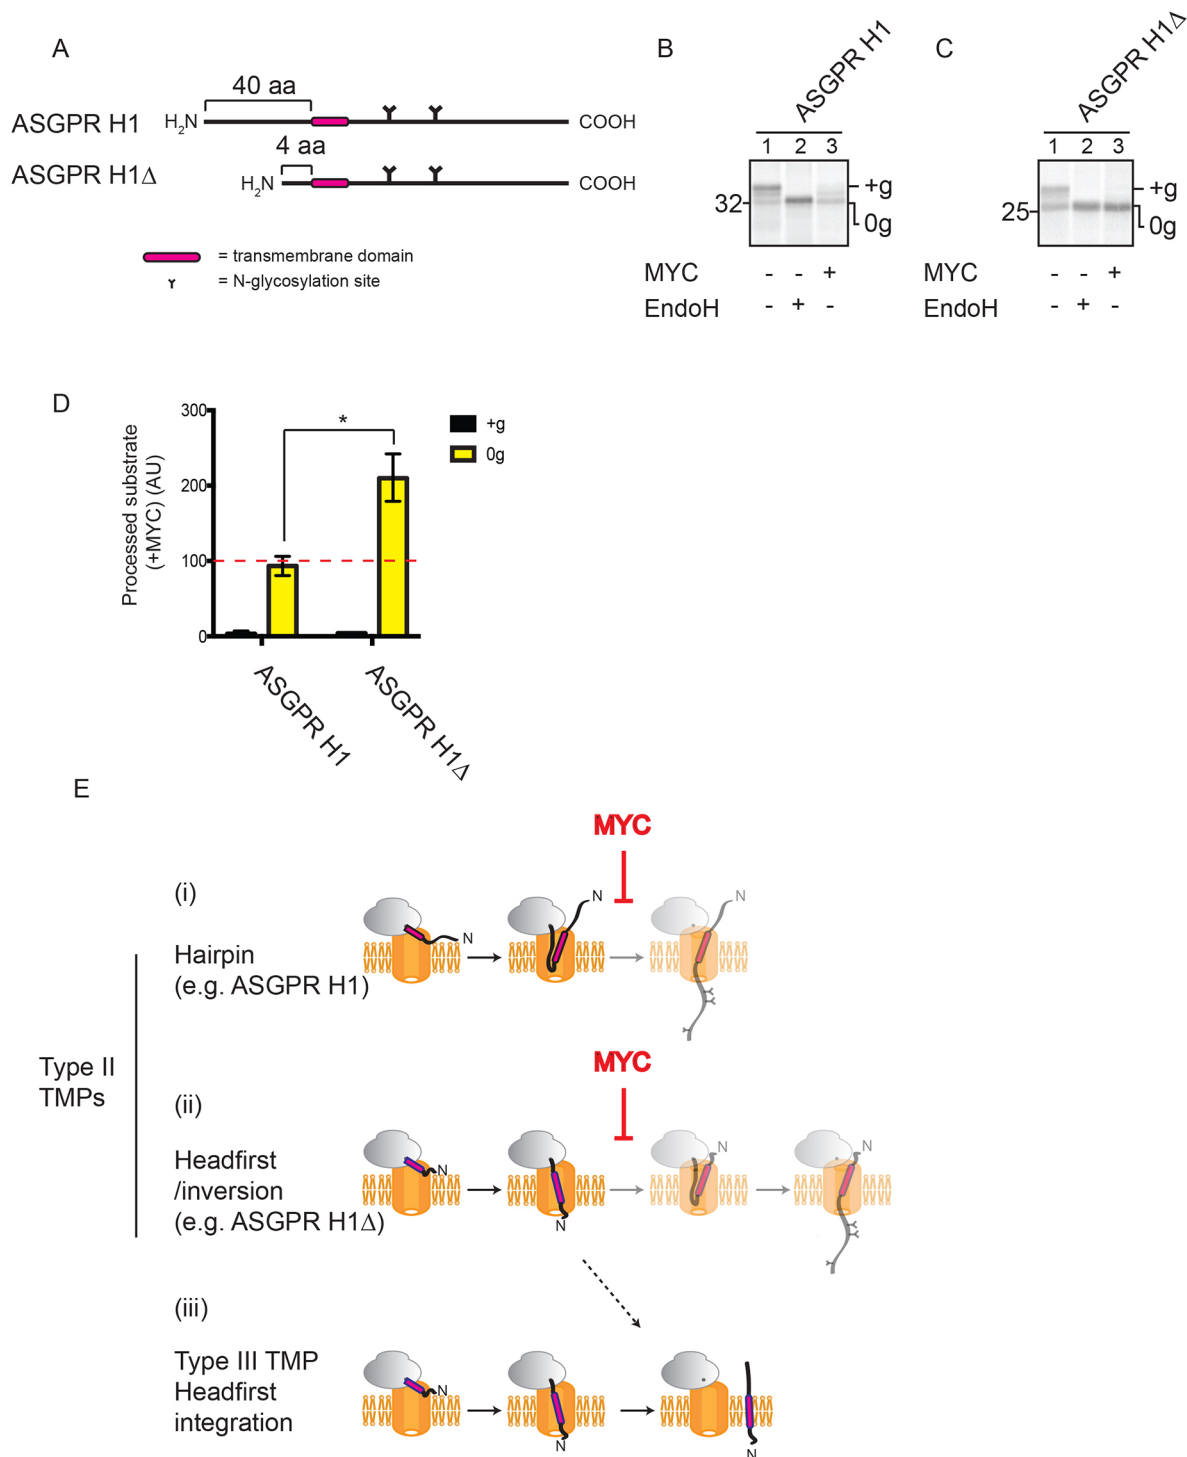 A
40 aa
ASGPR H1
H2N
COOH
4 aa
ASGPR H1Δ
H2N
COOH
= transmembrane domain
= N-glycosylation site
B
ASGPR H1
1 2 3
32
+g
0g
MYC - - +
EndoH - + -
C
ASGPR H1Δ
1 2 3
25
+g
0g
MYC - - +
EndoH - + -
D
Processed substrate
(+MYC) (AU)
300
200
100
0
*
+g
0g
ASGPR H1
ASGPR H1Δ
E
Type II
TMPs
MYC
(i)
Hairpin
(e.g. ASGPR H1)
N
N
N
MYC
(ii)
Headfirst
/inversion
(e.g. ASGPR H1Δ)
N
N
N
N
(iii)
Type III TMP
Headfirst
integration
N
N
N